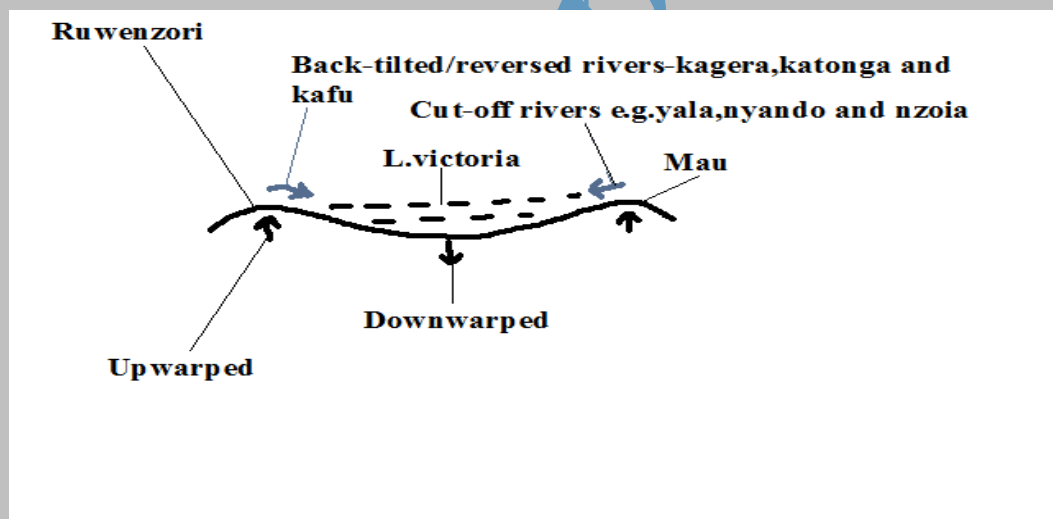 Ruwenzori
Back-tilted/reversed rivers-kagera,katonga and
kafu
Cut-off rivers e.g.yala,nyando and nzoia
L.victoria
Mau
Downwarped
Upwarped